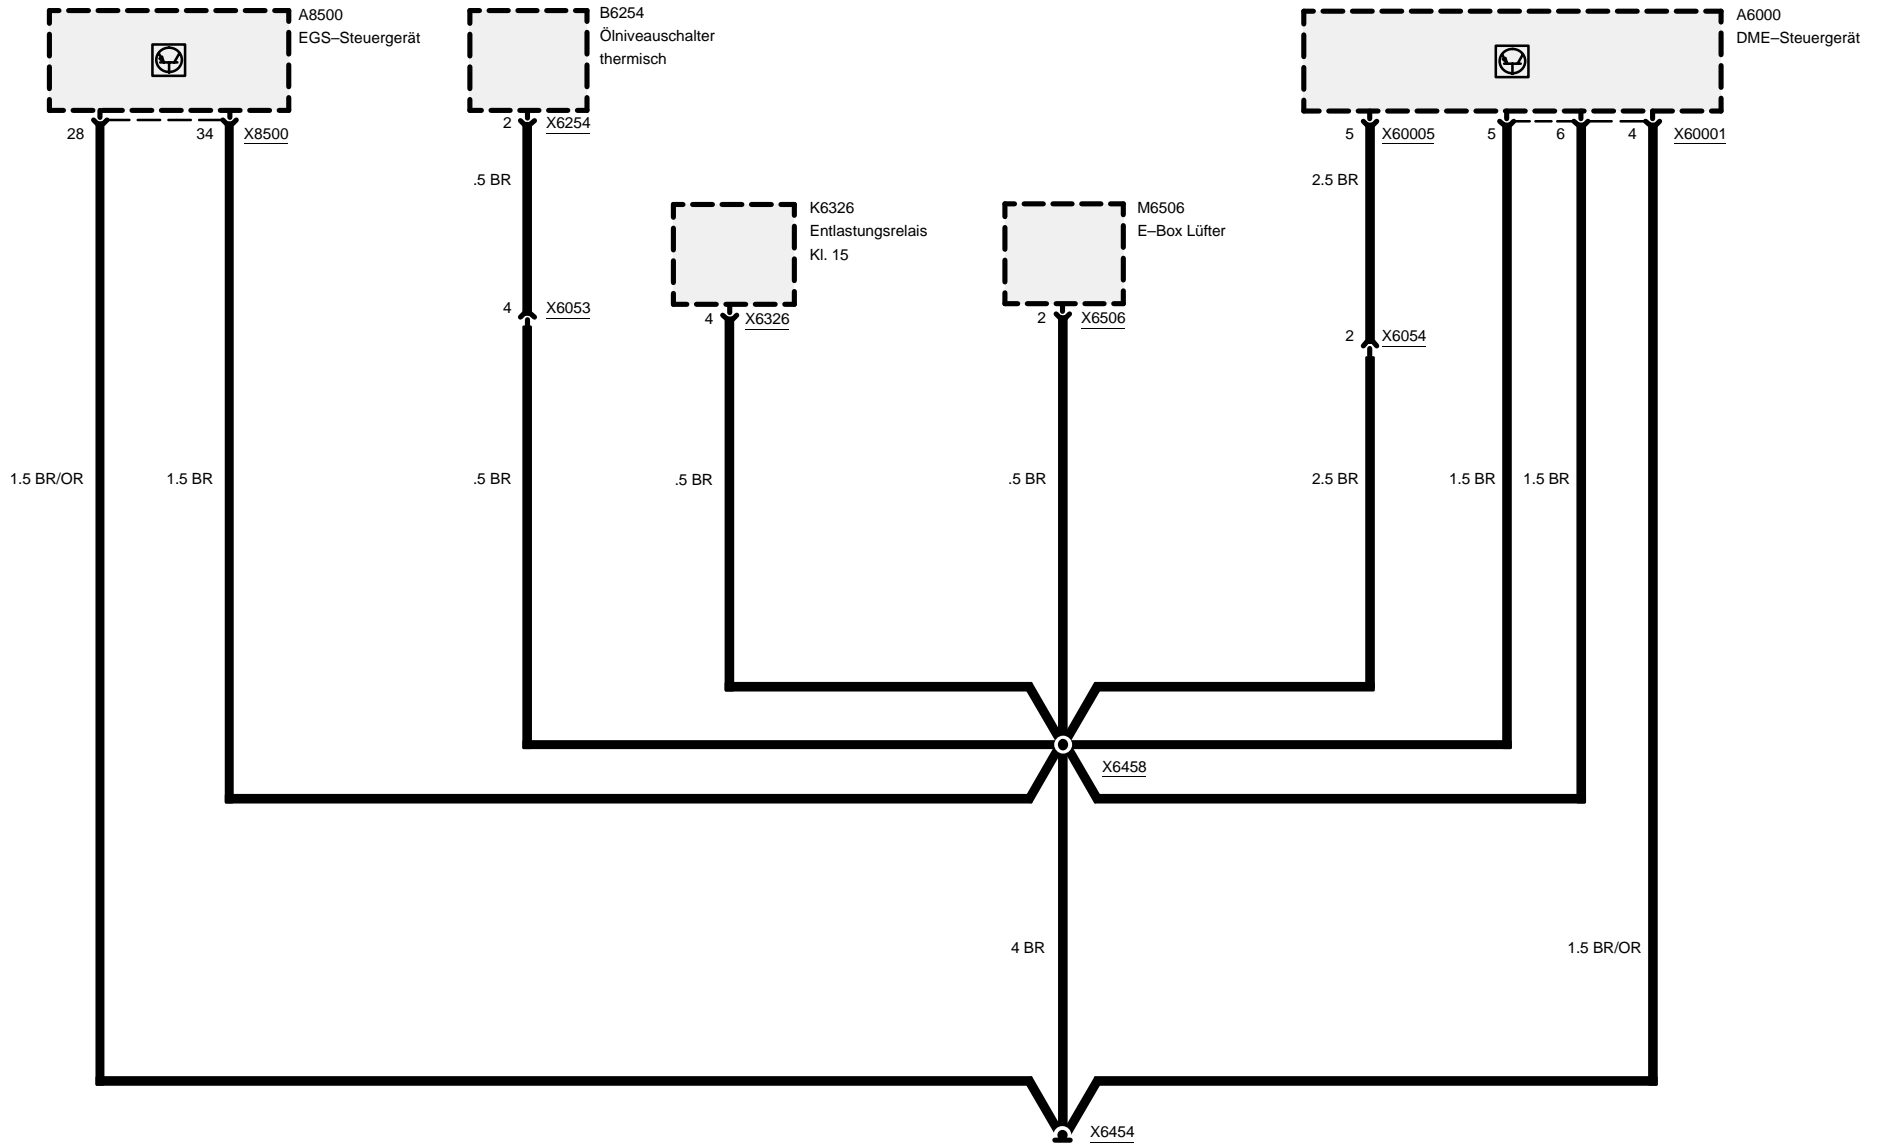 A8500
EGS–Steuergerät
B6254
Ölniveauschalter
thermisch
A6000
DME–Steuergerät
28
34
X8500
2
X6254
5
X60005
5
6
4
X60001
.5 BR
2.5 BR
K6326
Entlastungsrelais
Kl. 15
M6506
E–Box Lüfter
4
X6053
4
X6326
2
X6506
2
X6054
1.5 BR/OR
1.5 BR
.5 BR
.5 BR
.5 BR
2.5 BR
1.5 BR
1.5 BR
X6458
4 BR
1.5 BR/OR
X6454